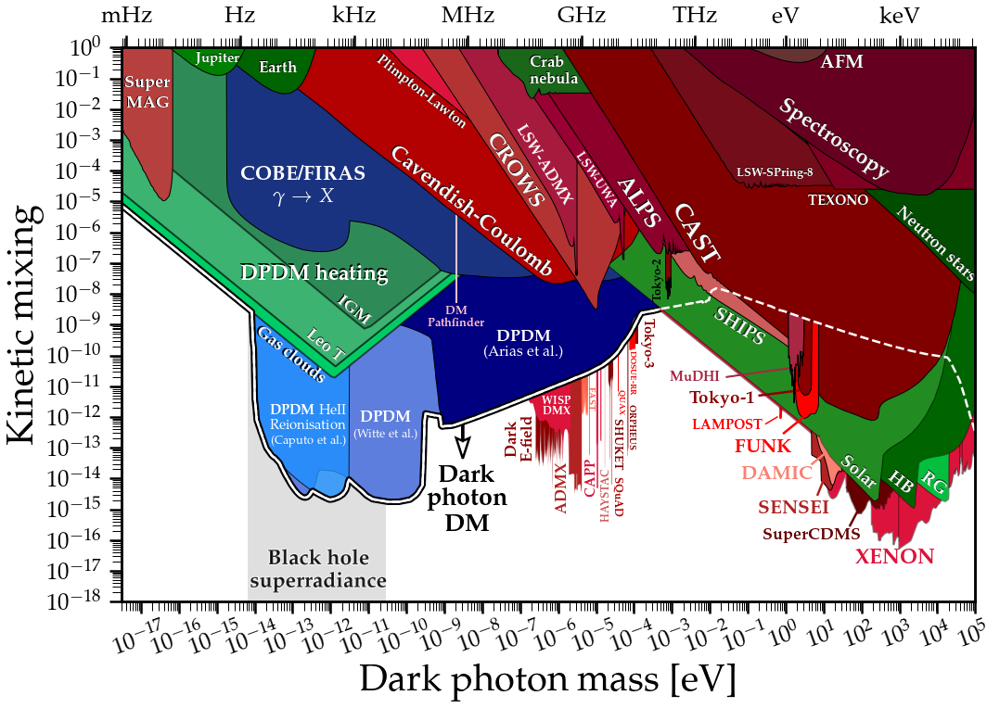 mHz Hz kHz MHz GHz THz eV keV
Kinetic mixing
10^0
10^-1
10^-2
10^-3
10^-4
10^-5
10^-6
10^-7
10^-8
10^-9
10^-10
10^-11
10^-12
10^-13
10^-14
10^-15
10^-16
10^-17
10^-18
Super
MAG
Jupiter
Earth
Plimpton-Lawton
Crab
nebula
AFM
Spectroscopy
COBE/FIRAS
γ → X
Cavendish-Coulomb
CROWS
LSW-ADMX
LSW-UWA
ALPS
CAST
LSW-SPring-8
TEXONO
Neutron stars
DPDM heating
IGM
Leo T
Gas clouds
DM
Pathfinder
DPDM
(Arias et al.)
Tokyo-2
Tokyo-3
SHIPS
MuDHI
Tokyo-1
LAMPOST
FUNK
DAMIC
SENSEI
SuperCDMS
XENON
Solar
HB
RG
DPDM HeII
Reionisation
(Caputo et al.)
DPDM
(Witte et al.)
Dark
photon
DM
Dark
E-field
WISP
DMX
ADMX
FAST
CAPP
HAYSTAC
QUAX
SHUKET
SQuAD
DOSUE-RR
ORPHEUS
Black hole
superradiance
10^-17 10^-16 10^-15 10^-14 10^-13 10^-12 10^-11 10^-10 10^-9 10^-8 10^-7 10^-6 10^-5 10^-4 10^-3 10^-2 10^-1 10^0 10^1 10^2 10^3 10^4 10^5
Dark photon mass [eV]